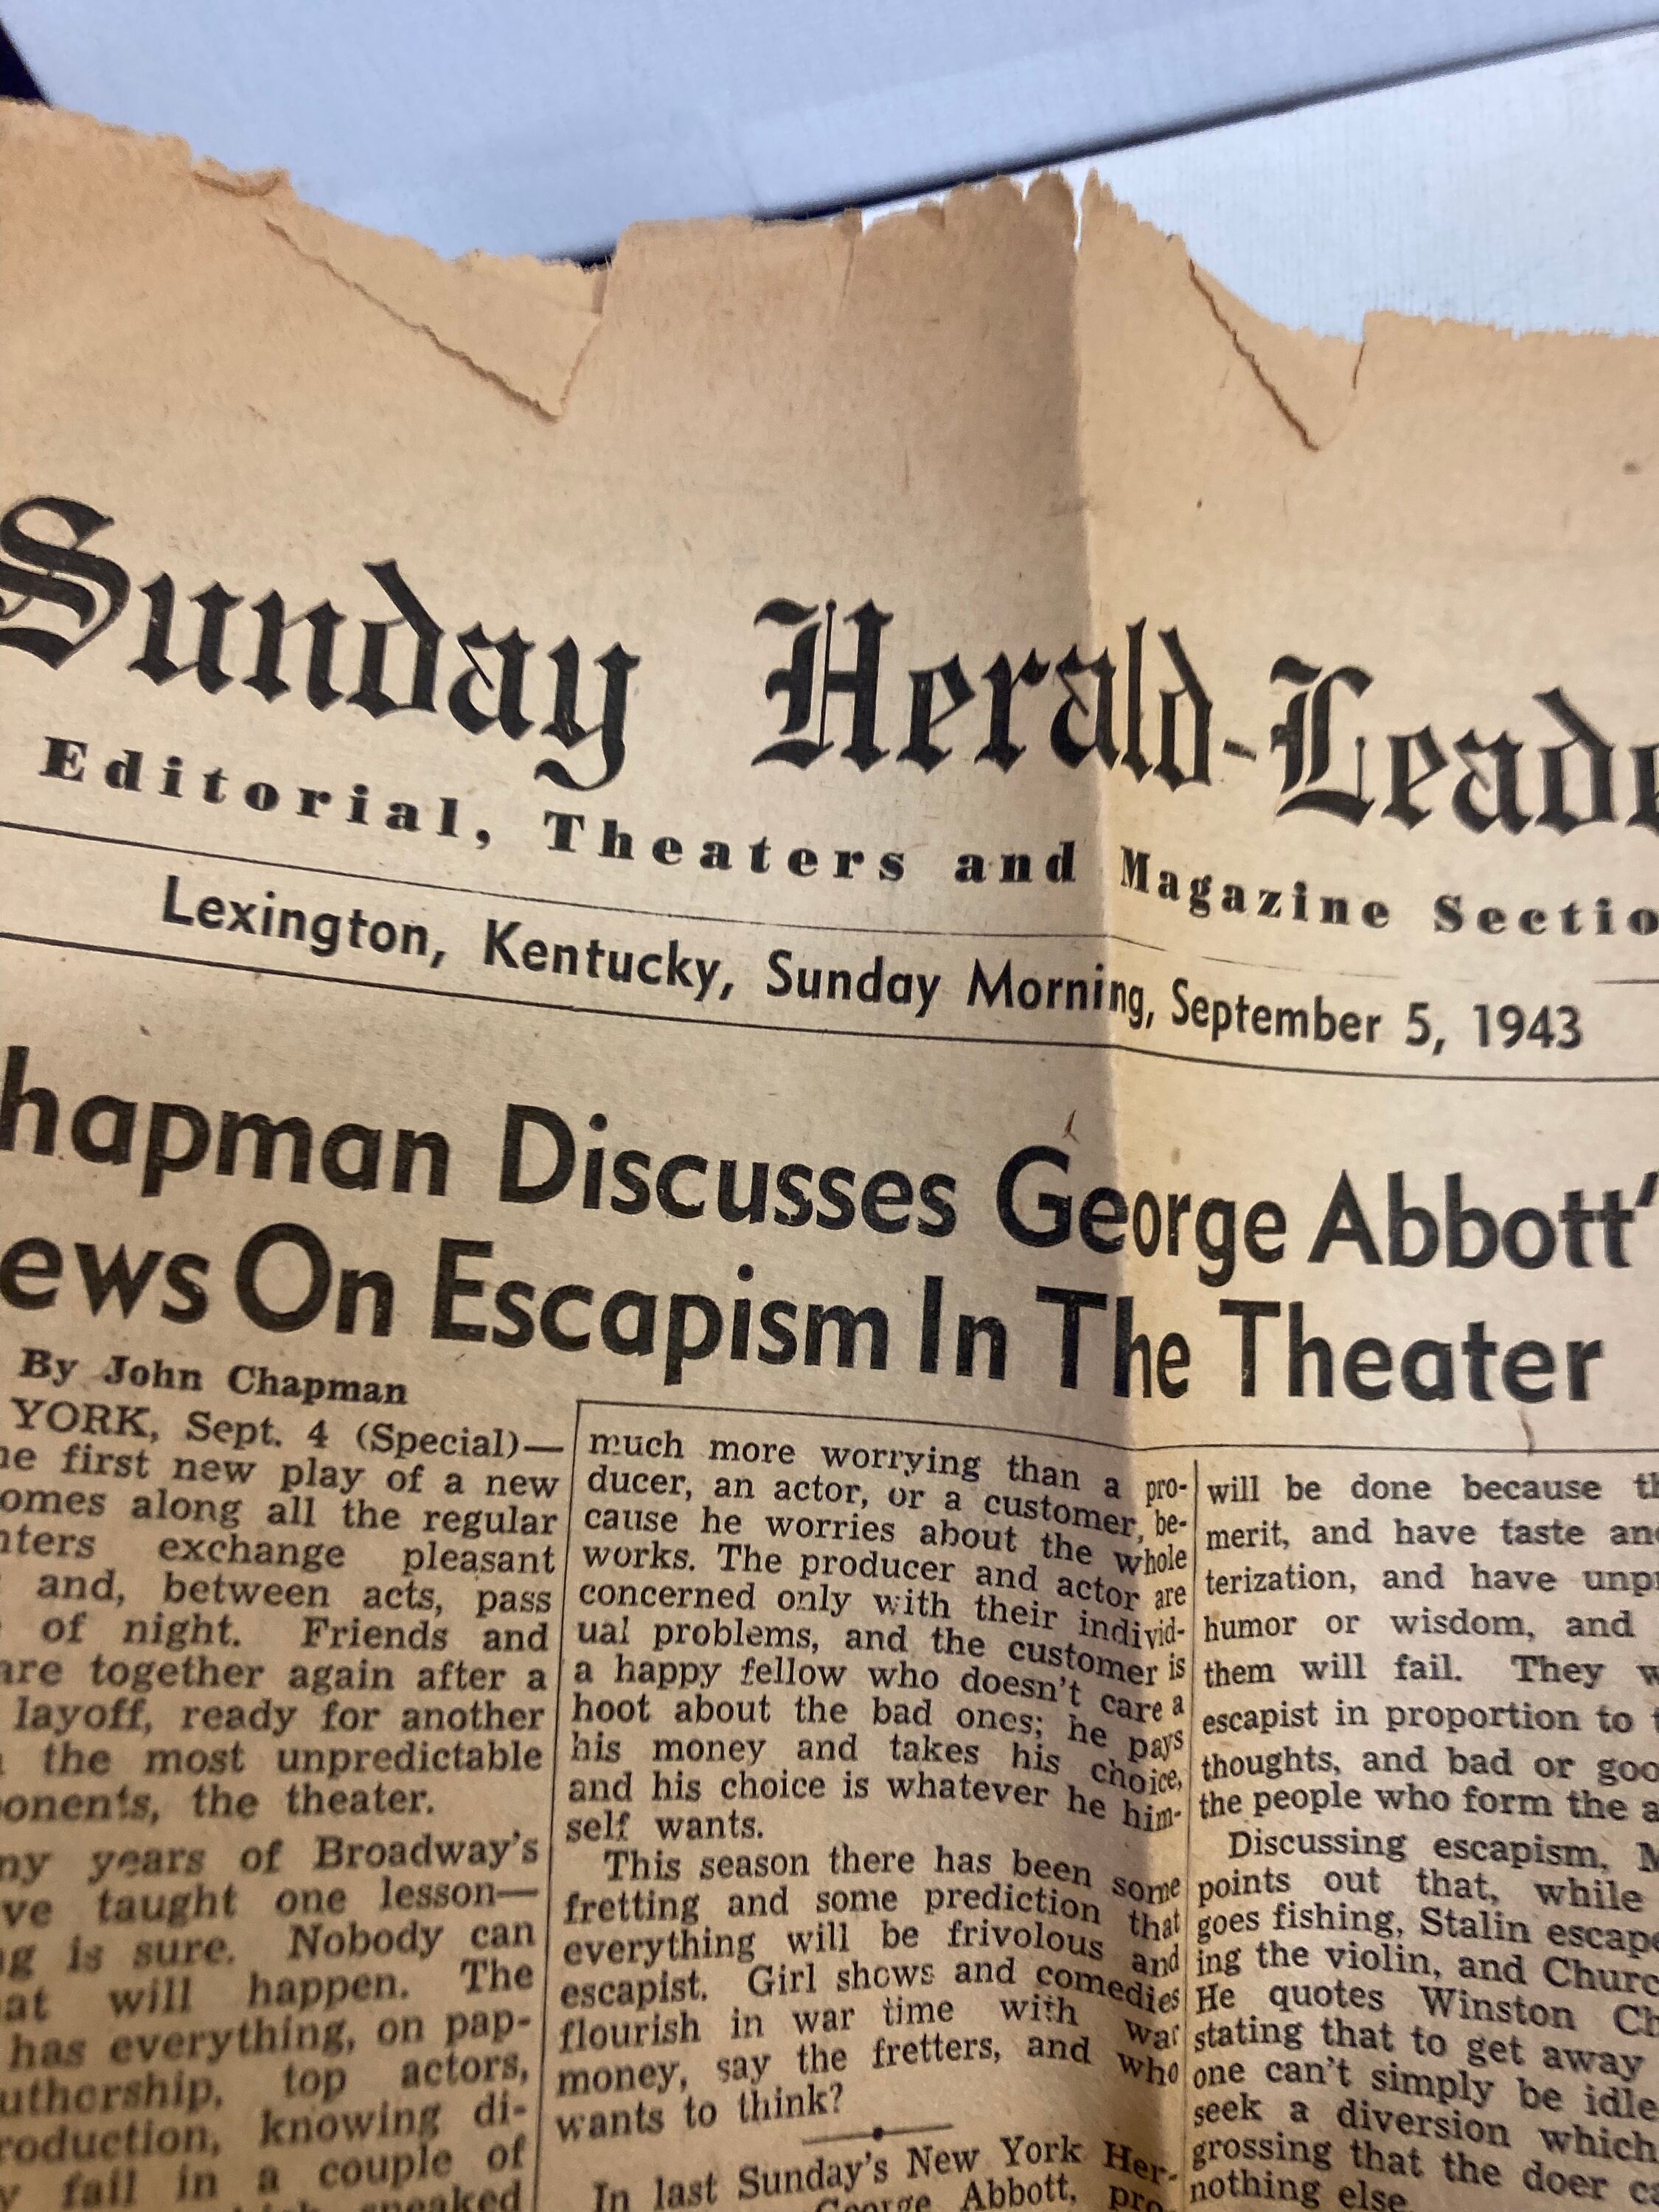 Sunday Herald-Leade
Editorial, Theaters and Magazine Sectio
Lexington, Kentucky, Sunday Morning, September 5, 1943
hapman Discusses George Abbott'
ews On Escapism In The Theater
By John Chapman
YORK, Sept. 4 (Special)—
he first new play of a new
omes along all the regular
nters exchange pleasant
and, between acts, pass
of night. Friends and
are together again after a
layoff, ready for another
the most unpredictable
ponents, the theater.
ny years of Broadway's
ve taught one lesson—
ng is sure. Nobody can
at will happen. The
has everything, on pap-
uthorship, top actors,
roduction, knowing di-
y fail in a couple of
sneaked
much more worrying than a pro-
ducer, an actor, or a customer, be-
cause he worries about the whole
works. The producer and actor are
concerned only with their individ-
ual problems, and the customer is
a happy fellow who doesn't care a
hoot about the bad ones; he pays
his money and takes his choice,
and his choice is whatever he him-
self wants.
This season there has been some
fretting and some prediction that
everything will be frivolous and
escapist. Girl shows and comedies
flourish in war time with war
money, say the fretters, and who
wants to think?
In last Sunday's New York Her-
George Abbott, pro-
will be done because th
merit, and have taste and
terization, and have unpr
humor or wisdom, and
them will fail. They w
escapist in proportion to t
thoughts, and bad or goo
the people who form the a
Discussing escapism, M
points out that, while
goes fishing, Stalin escape
ing the violin, and Churc
He quotes Winston Ch
stating that to get away
one can't simply be idle
seek a diversion which
grossing that the doer ca
nothing else.